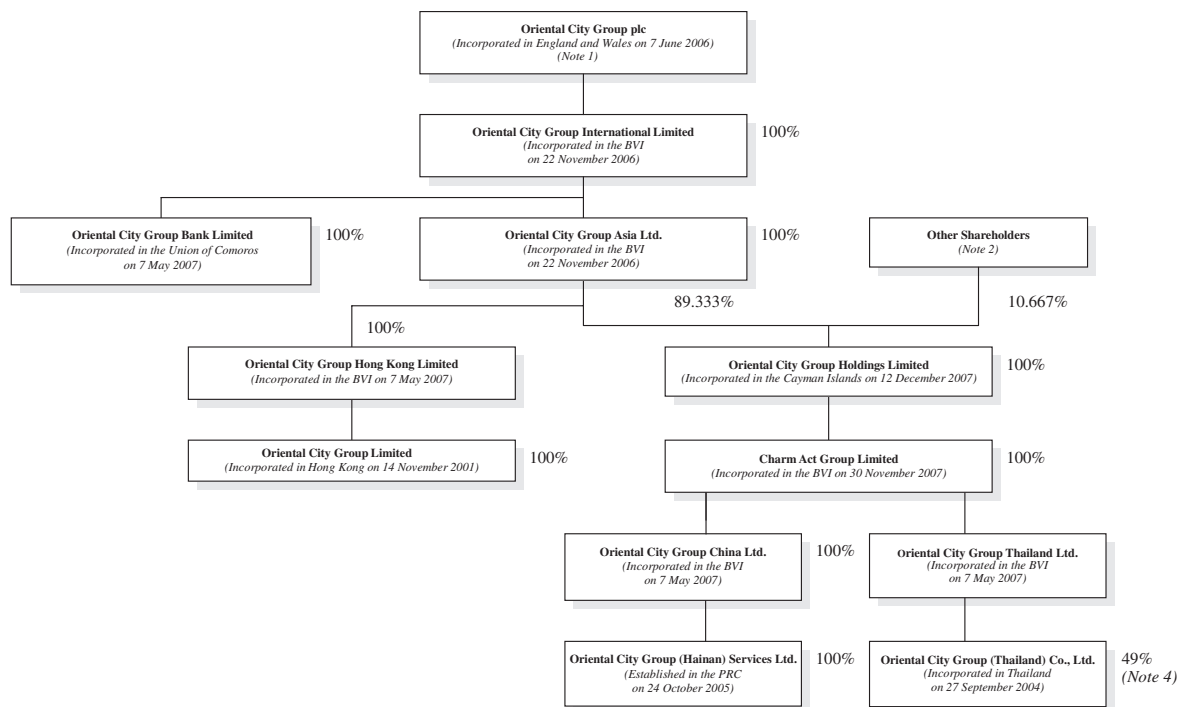 Oriental City Group plc
(Incorporated in England and Wales on 7 June 2006)
(Note 1)
Oriental City Group International Limited
(Incorporated in the BVI
on 22 November 2006)
100%
Oriental City Group Bank Limited
(Incorporated in the Union of Comoros
on 7 May 2007)
100%
Oriental City Group Asia Ltd.
(Incorporated in the BVI
on 22 November 2006)
100%
Other Shareholders
(Note 2)
89.333%
10.667%
100%
Oriental City Group Hong Kong Limited
(Incorporated in the BVI on 7 May 2007)
Oriental City Group Holdings Limited
(Incorporated in the Cayman Islands on 12 December 2007)
100%
Oriental City Group Limited
(Incorporated in Hong Kong on 14 November 2001)
100%
Charm Act Group Limited
(Incorporated in the BVI on 30 November 2007)
100%
Oriental City Group China Ltd.
(Incorporated in the BVI
on 7 May 2007)
100%
Oriental City Group Thailand Ltd.
(Incorporated in the BVI
on 7 May 2007)
Oriental City Group (Hainan) Services Ltd.
(Established in the PRC
on 24 October 2005)
100%
Oriental City Group (Thailand) Co., Ltd.
(Incorporated in Thailand
on 27 September 2004)
49%
(Note 4)